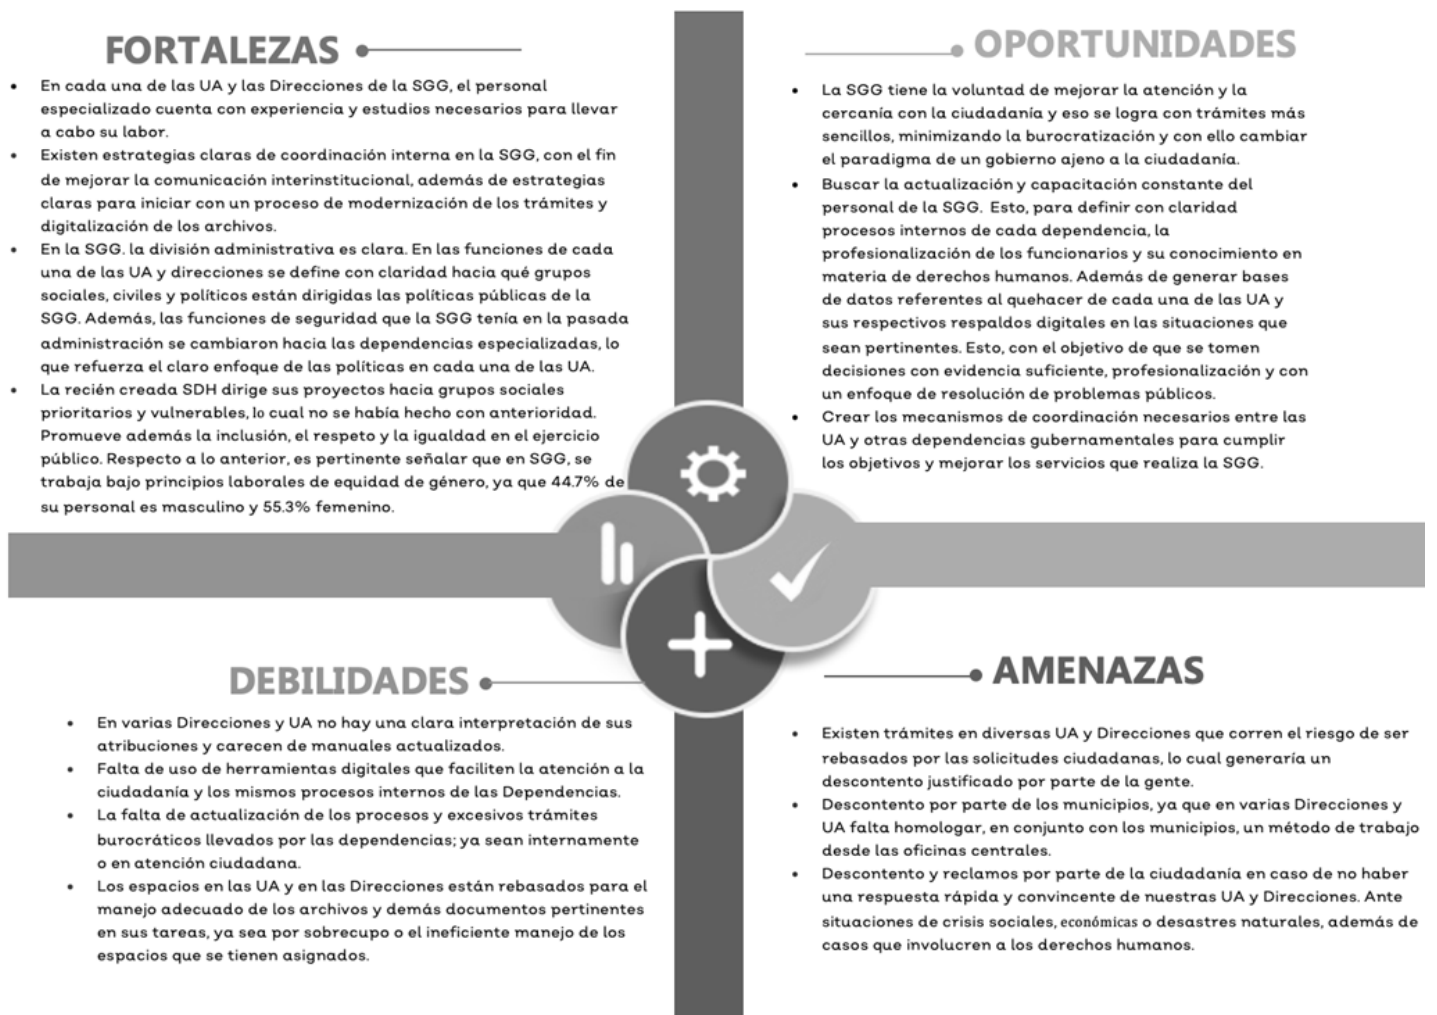 FORTALEZAS
• En cada una de las UA y las Direcciones de la SGG, el personal
especializado cuenta con experiencia y estudios necesarios para llevar
a cabo su labor.
• Existen estrategias claras de coordinación interna en la SGG, con el fin
de mejorar la comunicación interinstitucional, además de estrategias
claras para iniciar con un proceso de modernización de los trámites y
digitalización de los archivos.
• En la SGG. la división administrativa es clara. En las funciones de cada
una de las UA y direcciones se define con claridad hacia qué grupos
sociales, civiles y políticos están dirigidas las políticas públicas de la
SGG. Además, las funciones de seguridad que la SGG tenía en la pasada
administración se cambiaron hacia las dependencias especializadas, lo
que refuerza el claro enfoque de las políticas en cada una de las UA.
• La recién creada SDH dirige sus proyectos hacia grupos sociales
prioritarios y vulnerables, lo cual no se había hecho con anterioridad.
Promueve además la inclusión, el respeto y la igualdad en el ejercicio
público. Respecto a lo anterior, es pertinente señalar que en SGG, se
trabaja bajo principios laborales de equidad de género, ya que 44.7% de
su personal es masculino y 55.3% femenino.
OPORTUNIDADES
• La SGG tiene la voluntad de mejorar la atención y la
cercanía con la ciudadanía y eso se logra con trámites más
sencillos, minimizando la burocratización y con ello cambiar
el paradigma de un gobierno ajeno a la ciudadanía.
• Buscar la actualización y capacitación constante del
personal de la SGG. Esto, para definir con claridad
procesos internos de cada dependencia, la
profesionalización de los funcionarios y su conocimiento en
materia de derechos humanos. Además de generar bases
de datos referentes al quehacer de cada una de las UA y
sus respectivos respaldos digitales en las situaciones que
sean pertinentes. Esto, con el objetivo de que se tomen
decisiones con evidencia suficiente, profesionalización y con
un enfoque de resolución de problemas públicos.
• Crear los mecanismos de coordinación necesarios entre las
UA y otras dependencias gubernamentales para cumplir
los objetivos y mejorar los servicios que realiza la SGG.
DEBILIDADES
• En varias Direcciones y UA no hay una clara interpretación de sus
atribuciones y carecen de manuales actualizados.
• Falta de uso de herramientas digitales que faciliten la atención a la
ciudadanía y los mismos procesos internos de las Dependencias.
• La falta de actualización de los procesos y excesivos trámites
burocráticos llevados por las dependencias; ya sean internamente
o en atención ciudadana.
• Los espacios en las UA y en las Direcciones están rebasados para el
manejo adecuado de los archivos y demás documentos pertinentes
en sus tareas, ya sea por sobrecupo o el ineficiente manejo de los
espacios que se tienen asignados.
AMENAZAS
• Existen trámites en diversas UA y Direcciones que corren el riesgo de ser
rebasados por las solicitudes ciudadanas, lo cual generaría un
descontento justificado por parte de la gente.
• Descontento por parte de los municipios, ya que en varias Direcciones y
UA falta homologar, en conjunto con los municipios, un método de trabajo
desde las oficinas centrales.
• Descontento y reclamos por parte de la ciudadanía en caso de no haber
una respuesta rápida y convincente de nuestras UA y Direcciones. Ante
situaciones de crisis sociales, económicas o desastres naturales, además de
casos que involucren a los derechos humanos.